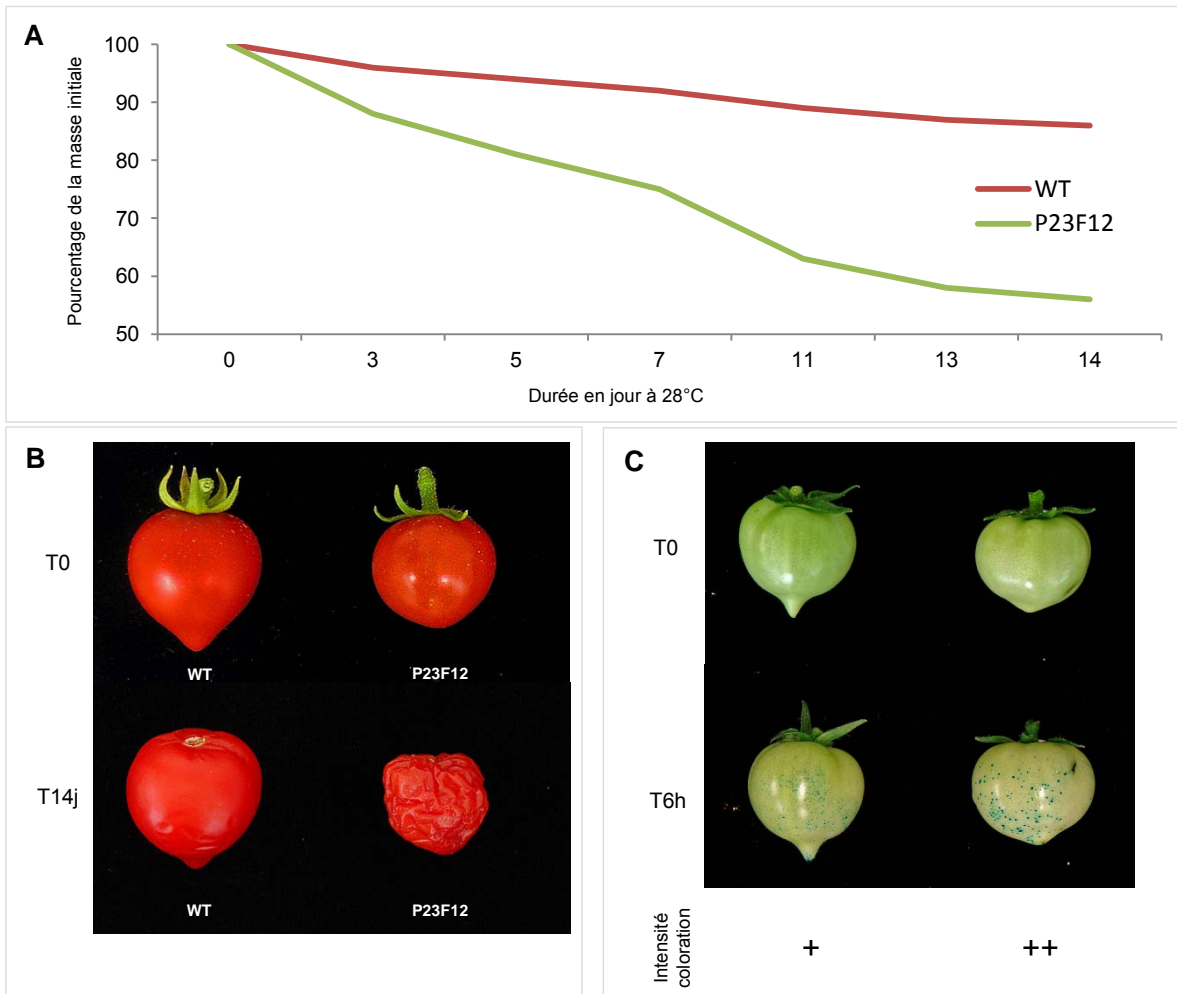 A
Pourcentage de la masse initiale
100
90
80
70
60
50
WT
P23F12
0 3 5 7 11 13 14
Durée en jour à 28°C
B
T0
WT P23F12
T14j
WT P23F12
C
T0
T6h
Intensité
coloration
+ ++